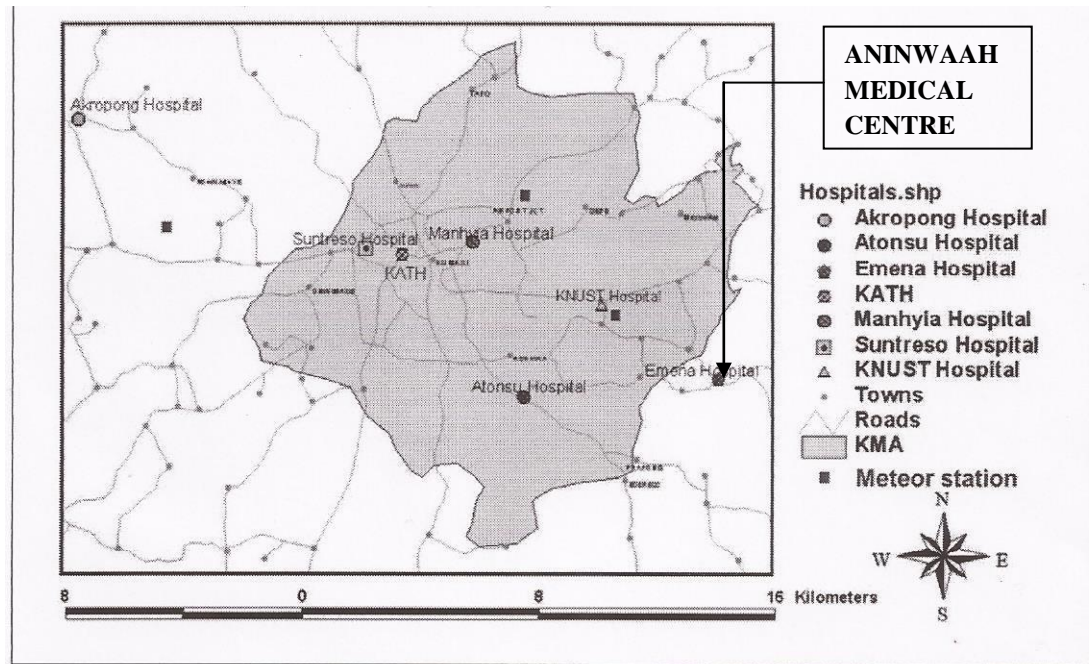 ANINWAAH
MEDICAL
CENTRE
Akropong Hospital
TAFO
Suntreso Hospital
Manhyia Hospital
KATH
KUMASI
KNUST Hospital
Emena Hospital
Atonsu Hospital
Hospitals.shp
Akropong Hospital
Atonsu Hospital
Emena Hospital
KATH
Manhyia Hospital
Suntreso Hospital
KNUST Hospital
Towns
Roads
KMA
Meteor station
N
W E
S
8 0 8 16 Kilometers